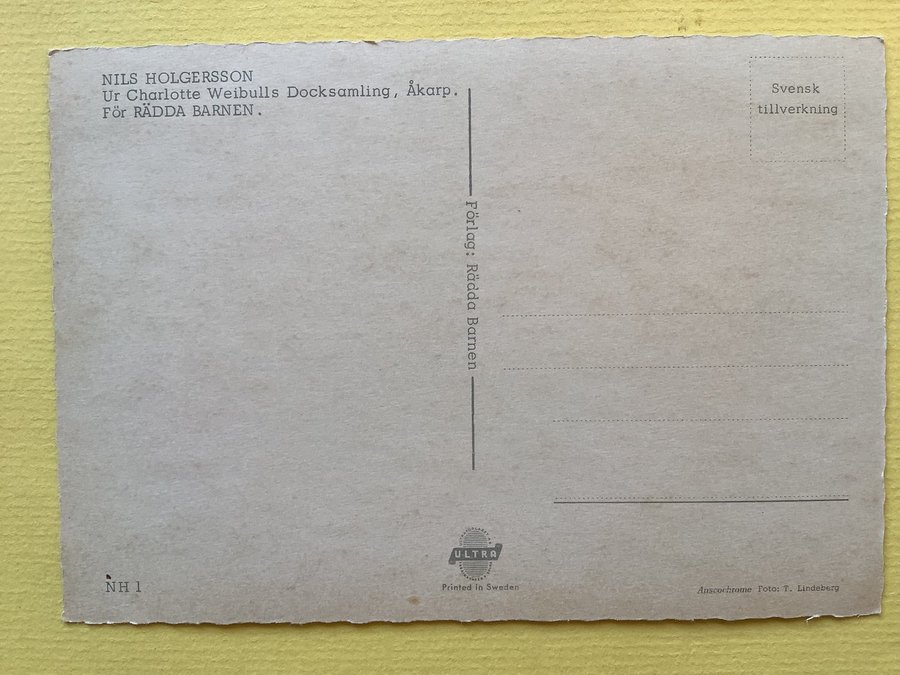 NILS HOLGERSSON
Ur Charlotte Weibulls Docksamling, Åkarp.
För RÄDDA BARNEN.
Svensk
tillverkning
Förlag: Rädda Barnen
NH 1
ULTRA
Printed in Sweden
Anscochrome Foto: T. Lindeberg